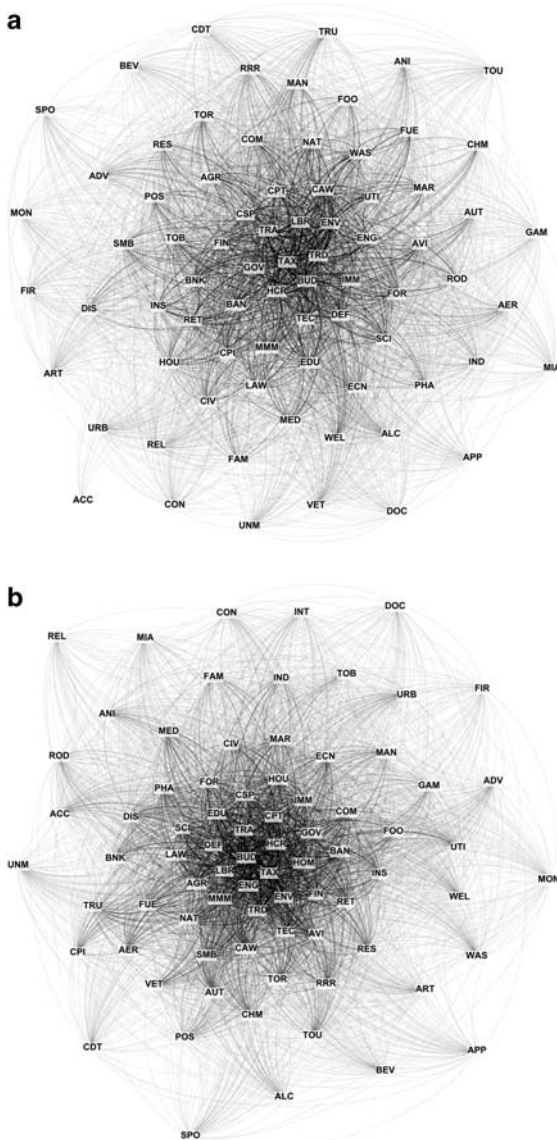 a
CDT
TRU
BEV
RRR
MAN
ANI
TOU
FOO
SPO
TOR
COM
NAT
FUE
CHM
RES
WAS
ADV
AGR
CPT
CAW
UTI
MAR
POS
MON
CSP
LBR
ENV
AUT
TRA
GAM
SMB
TOB
FIN
ENG
AVI
TRD
TAX
GOV
BNK
HCR
BUD
IMM
FOR
ROD
FIR
DIS
INS
BAN
AER
RET
TEC
DEF
SCI
CPI
MMM
HOU
EDU
IND
MIA
ART
LAW
ECN
PHA
CIV
MED
URB
REL
WEL
ALC
FAM
APP
ACC
CON
VET
DOC
UNM
b
CON
INT
DOC
REL
MIA
FAM
IND
TOB
URB
FIR
ANI
MED
CIV
MAR
ROD
ECN
MAN
PHA
FOR
HOU
GAM
ADV
CSP
IMM
ACC
DIS
EDU
CPT
COM
SCI
TRA
GOV
FOO
DEF
HCR
UTI
UNM
BNK
LAW
BUD
HOM
BAN
LBR
TAX
INS
MON
AGR
ENG
ENV
FIN
WEL
TRU
FUE
MMM
RET
NAT
TRD
CPI
AER
TEC
AVI
RES
WAS
SMB
CAW
VET
TOR
RRR
AUT
ART
CHM
POS
TOU
CDT
APP
BEV
ALC
SPO